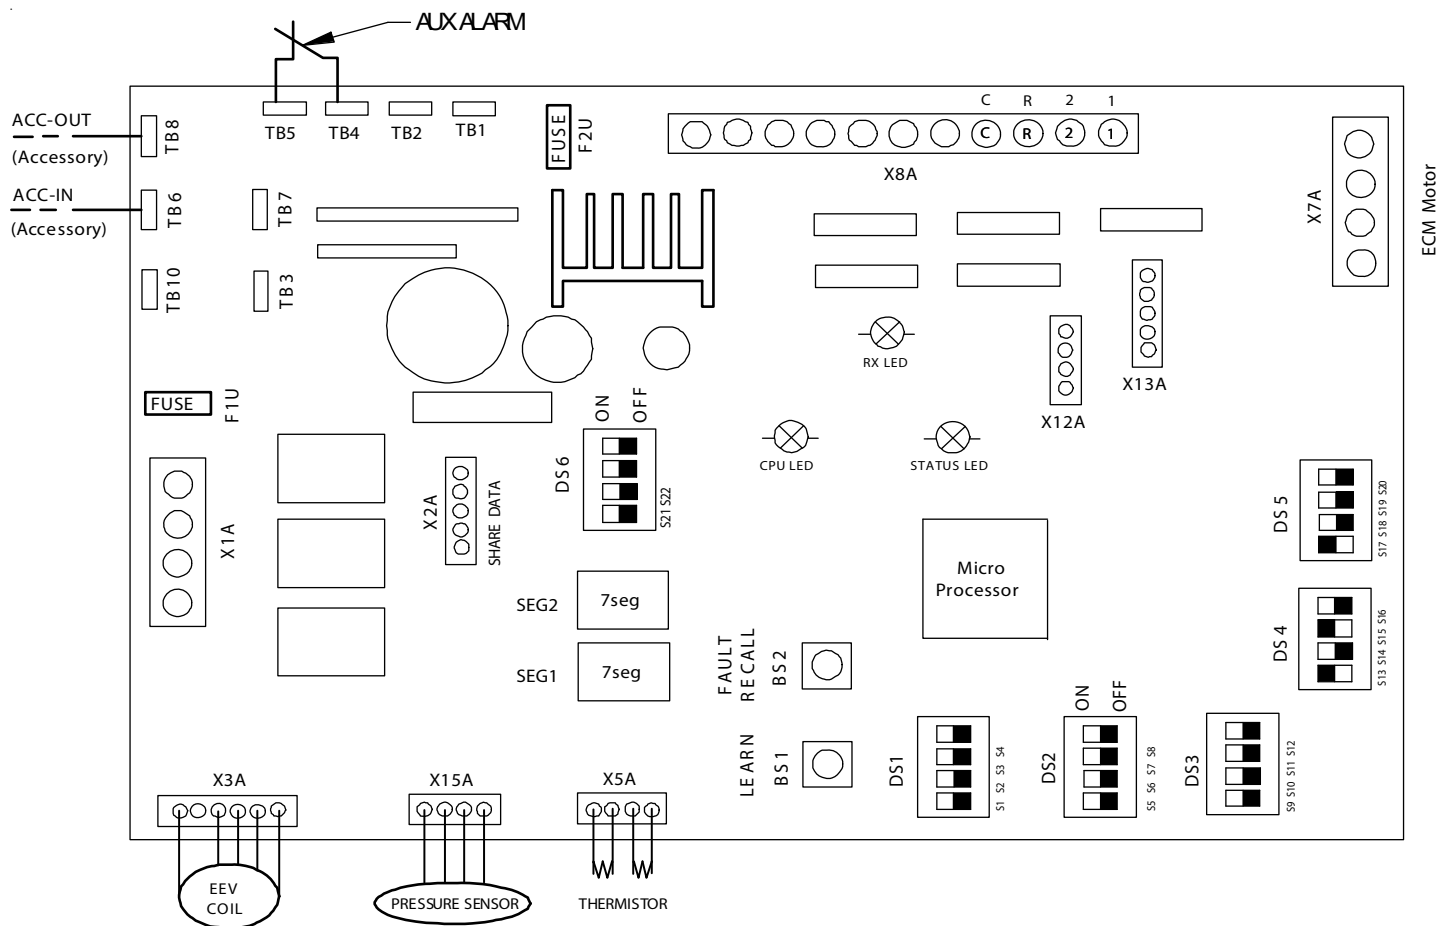 AUX ALARM
ACC-OUT
(Accessory)
TB8
TB5
TB4
TB2
TB1
FUSE
F2U
C R 2 1
C R 2 1
X8A
X7A
ECM Motor
ACC-IN
(Accessory)
TB6
TB7
TB10
TB3
RX LED
X13A
X12A
FUSE
F1U
ON
OFF
DS6
S21 S22
CPU LED
STATUS LED
X1A
X2A
SHARE DATA
DS5
S17 S18 S19 S20
Micro
Processor
SEG2
7seg
SEG1
7seg
FAULT
RECALL
BS2
DS4
S13 S14 S15 S16
LEARN
BS1
DS1
S1 S2 S3 S4
ON
OFF
DS2
S5 S6 S7 S8
DS3
S9 S10 S11 S12
X3A
X15A
X5A
EEV
COIL
PRESSURE SENSOR
THERMISTOR